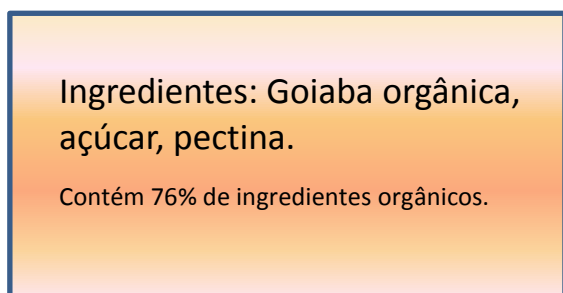 Ingredientes: Goiaba orgânica,
açúcar, pectina.
Contém 76% de ingredientes orgânicos.